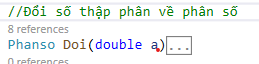 //Đổi số thập phân về phân số
8 references
Phanso Doi(double a)...
0 references